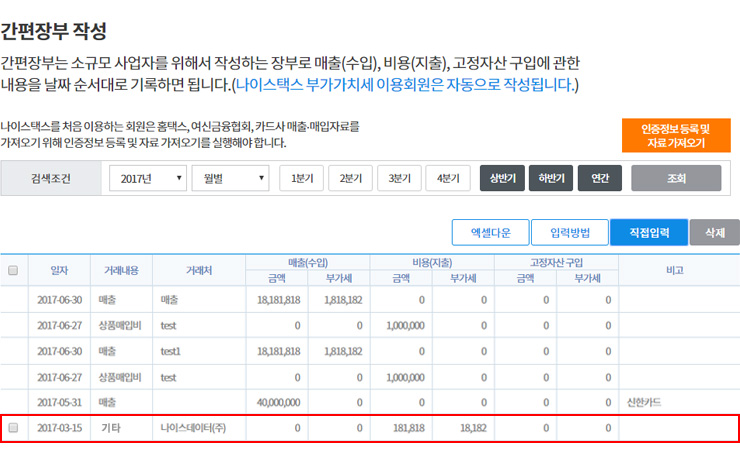 간편장부 작성
간편장부는 소규모 사업자를 위해서 작성하는 장부로 매출(수입), 비용(지출), 고정자산 구입에 관한
내용을 날짜 순서대로 기록하면 됩니다.(나이스택스 부가가치세 이용회원은 자동으로 작성됩니다.)
나이스택스를 처음 이용하는 회원은 홈택스, 여신금융협회, 카드사 매출·매입자료를
가져오기 위해 인증정보 등록 및 자료 가져오기를 실행해야 합니다.
인증정보 등록 및
자료 가져오기
검색조건 2017년 월별 1분기 2분기 3분기 4분기 상반기 하반기 연간 조회
엑셀다운 입력방법 직접입력 삭제
일자 거래내용 거래처 매출(수입) 비용(지출) 고정자산 구입 비고
금액 부가세 금액 부가세 금액 부가세
2017-06-30 매출 매출 18,181,818 1,818,182 0 0 0 0
2017-06-27 상품매입비 test 0 0 1,000,000 0 0 0
2017-06-30 매출 test1 18,181,818 1,818,182 0 0 0 0
2017-06-27 상품매입비 test 0 0 1,000,000 0 0 0
2017-05-31 매출 40,000,000 0 0 0 0 0 신한카드
2017-03-15 기타 나이스데이터(주) 0 0 181,818 18,182 0 0